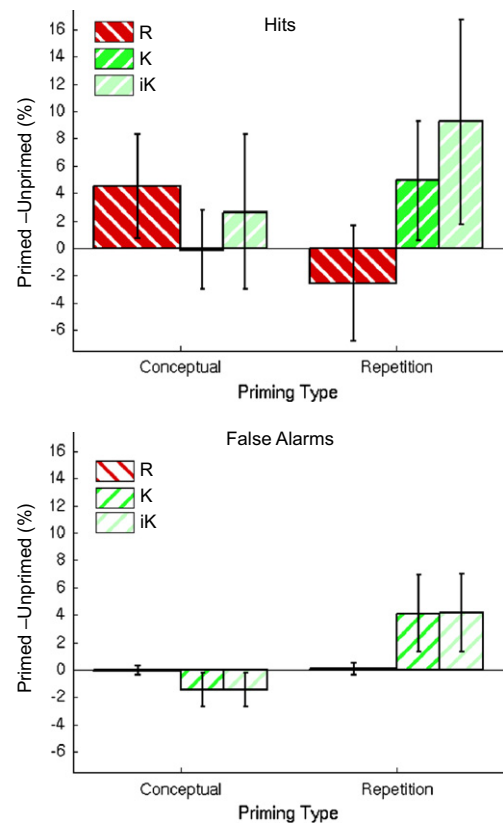 Hits
R
K
iK
16
14
12
10
8
6
4
2
0
-2
-4
-6
Primed –Unprimed (%)
Conceptual Repetition
Priming Type
False Alarms
R
K
iK
16
14
12
10
8
6
4
2
0
-2
-4
-6
Primed –Unprimed (%)
Conceptual Repetition
Priming Type